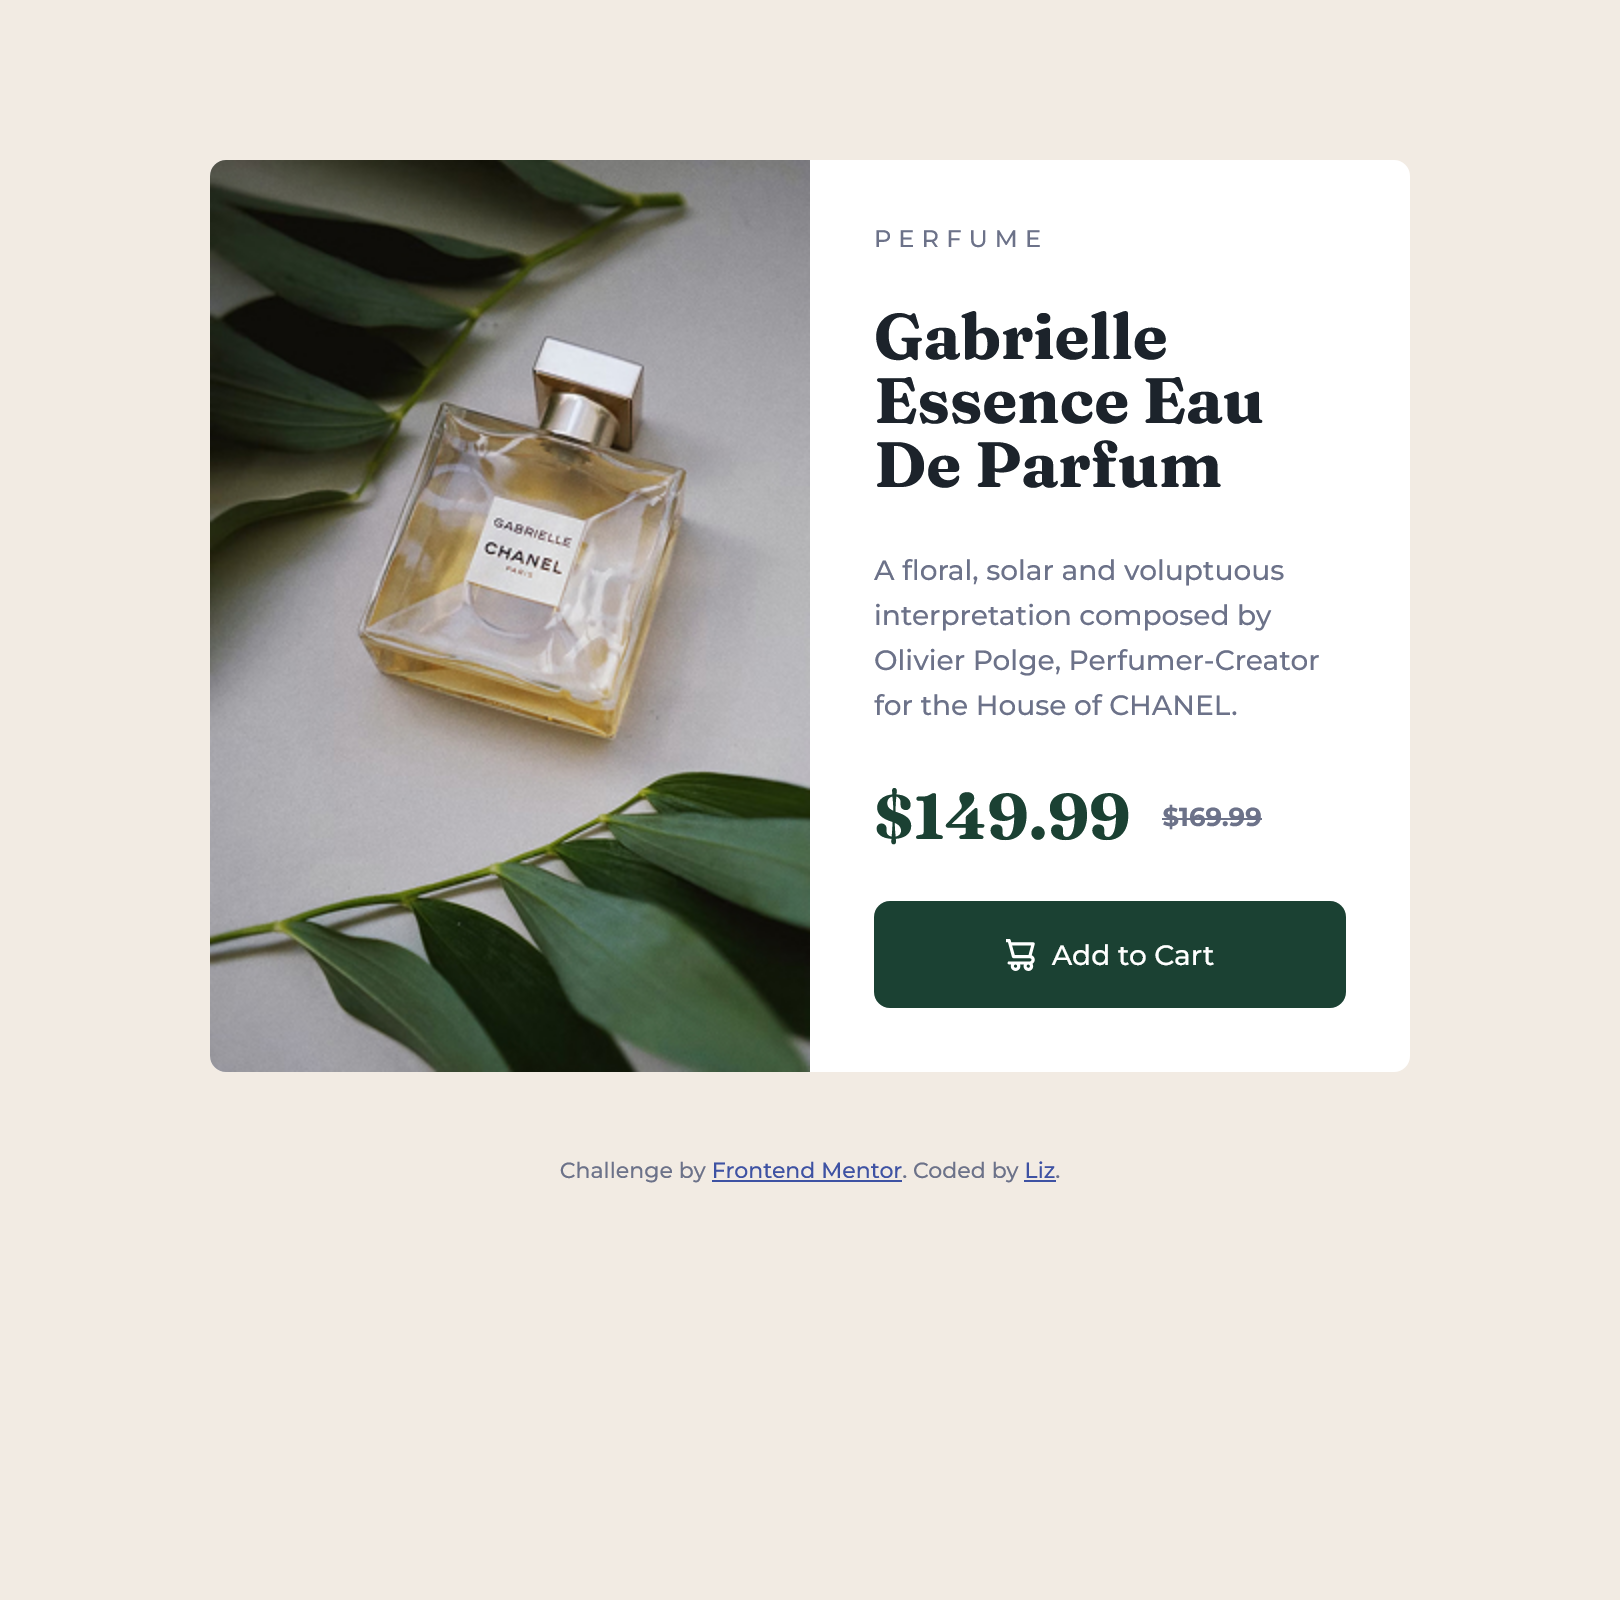 GABRIELLE
CHANEL
PARIS
PERFUME
Gabrielle
Essence Eau
De Parfum
A floral, solar and voluptuous
interpretation composed by
Olivier Polge, Perfumer-Creator
for the House of CHANEL.
$149.99 $169.99
Add to Cart
Challenge by Frontend Mentor. Coded by Liz.